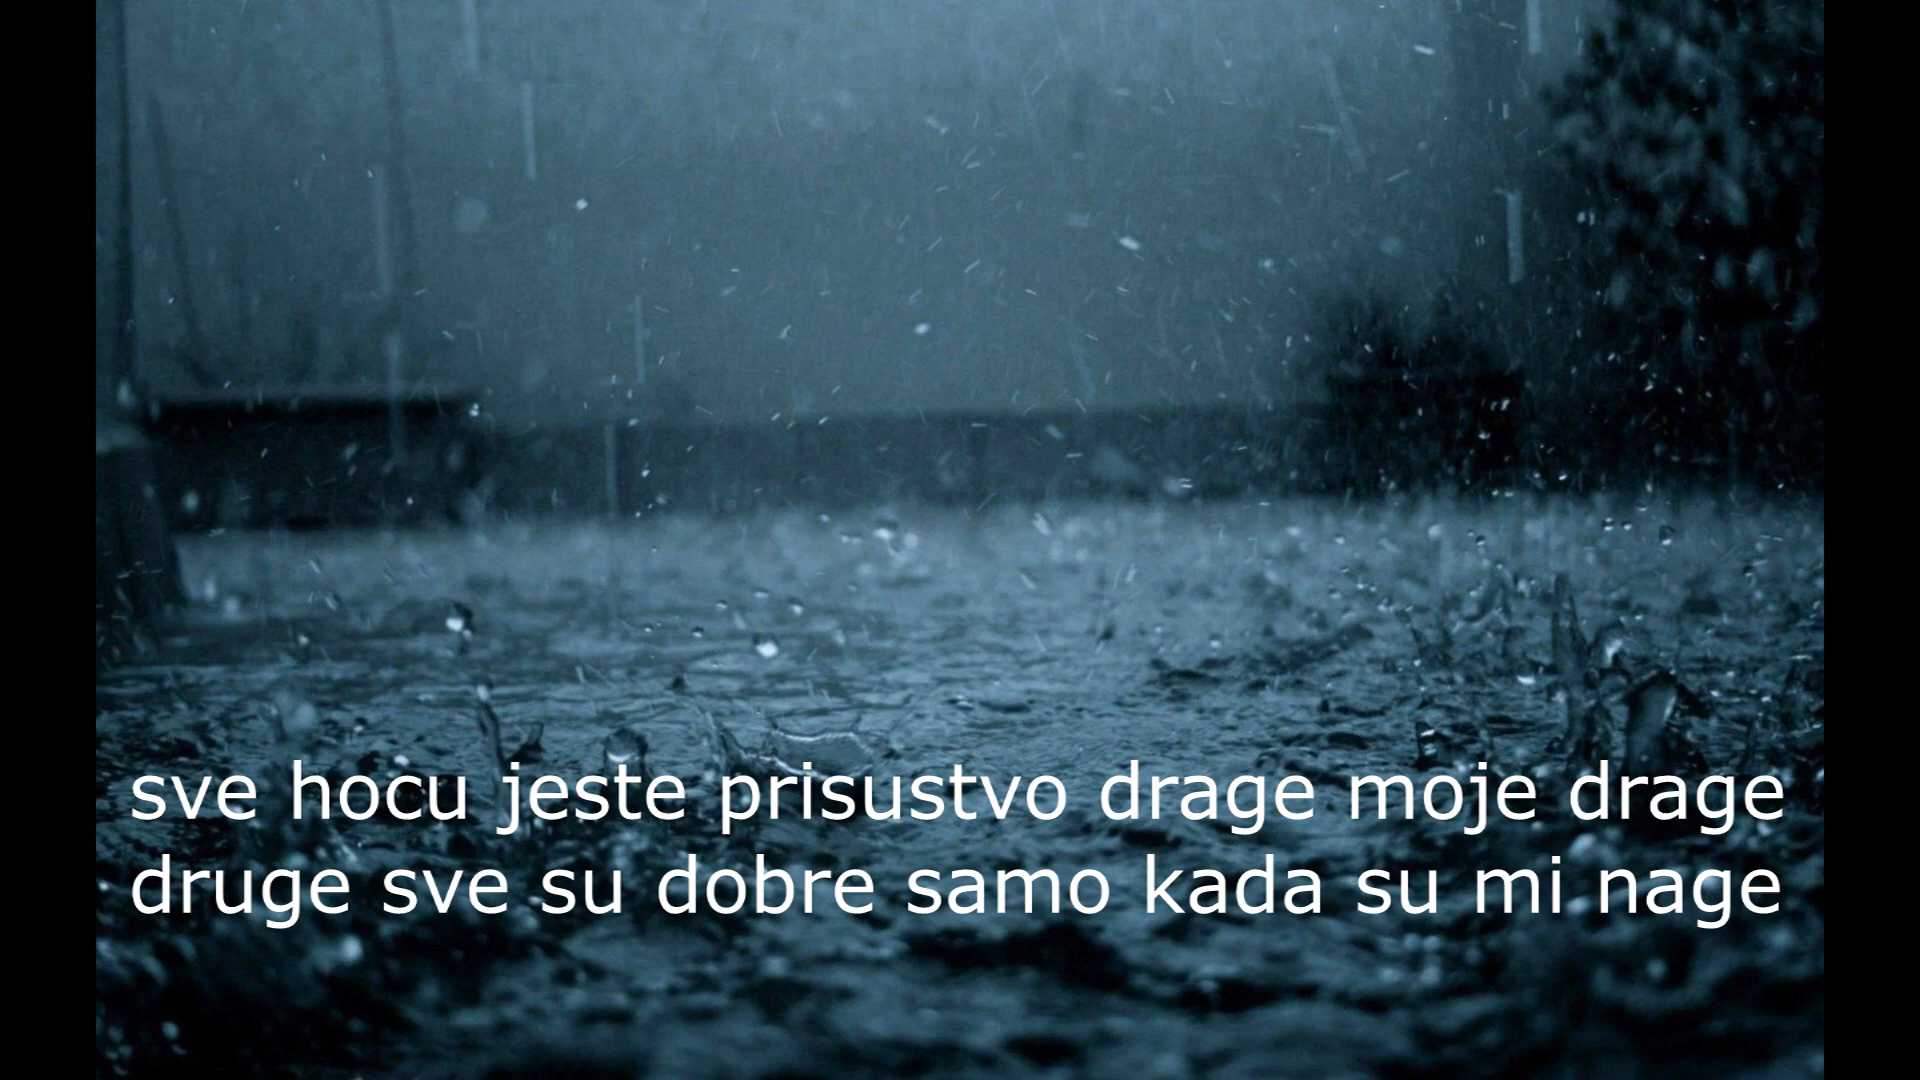 sve hocu jeste prisustvo drage moje drage
druge sve su dobre samo kada su mi nage